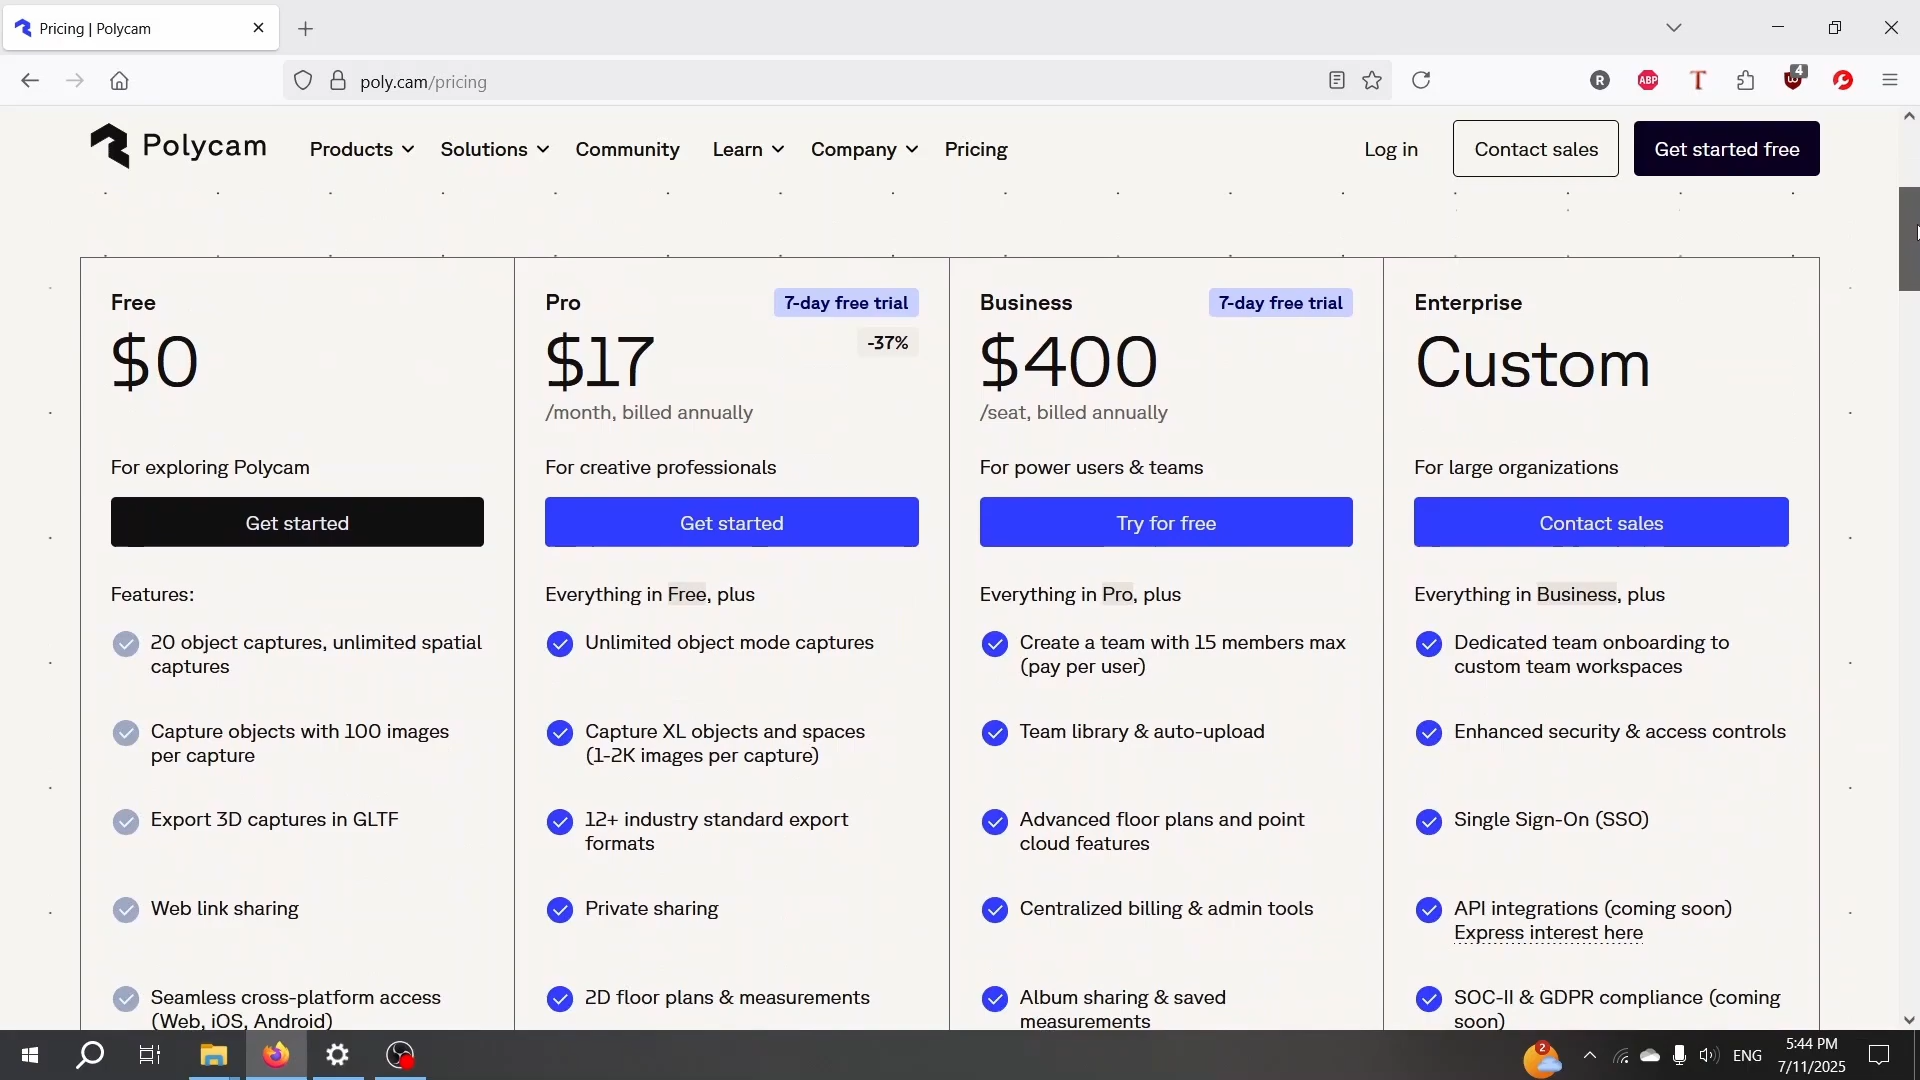 Pricing | Polycam
poly.cam/pricing
R
ABP
T
4
Polycam
Products
Solutions
Community
Learn
Company
Pricing
Log in
Contact sales
Get started free
Free
$0
For exploring Polycam
Get started
Features:
20 object captures, unlimited spatial
captures
Capture objects with 100 images
per capture
Export 3D captures in GLTF
Web link sharing
Seamless cross-platform access
(Web, iOS, Android)
Pro
7-day free trial
$17
-37%
/month, billed annually
For creative professionals
Get started
Everything in Free, plus
Unlimited object mode captures
Capture XL objects and spaces
(1-2K images per capture)
12+ industry standard export
formats
Private sharing
2D floor plans & measurements
Business
7-day free trial
$400
/seat, billed annually
For power users & teams
Try for free
Everything in Pro, plus
Create a team with 15 members max
(pay per user)
Team library & auto-upload
Advanced floor plans and point
cloud features
Centralized billing & admin tools
Album sharing & saved
measurements
Enterprise
Custom
For large organizations
Contact sales
Everything in Business, plus
Dedicated team onboarding to
custom team workspaces
Enhanced security & access controls
Single Sign-On (SSO)
API integrations (coming soon)
Express interest here
SOC-II & GDPR compliance (coming
soon)
2
ENG
5:44 PM
7/11/2025